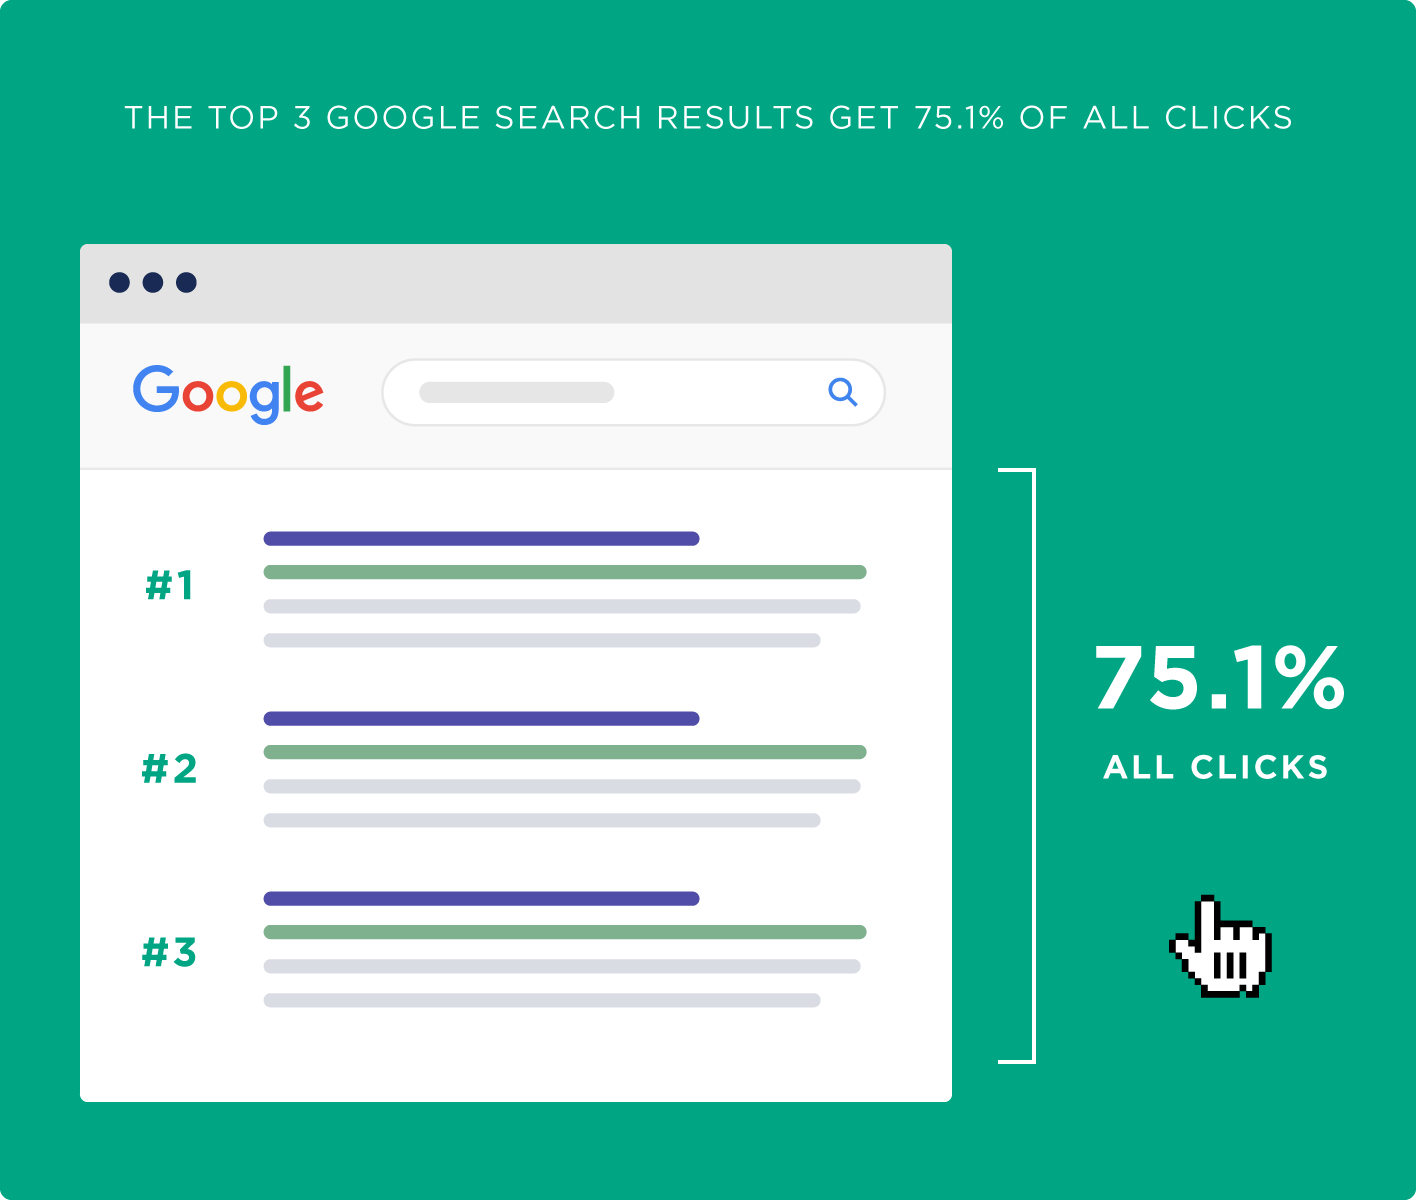 THE TOP 3 GOOGLE SEARCH RESULTS GET 75.1% OF ALL CLICKS
Google
#1
#2
#3
75.1%
ALL CLICKS